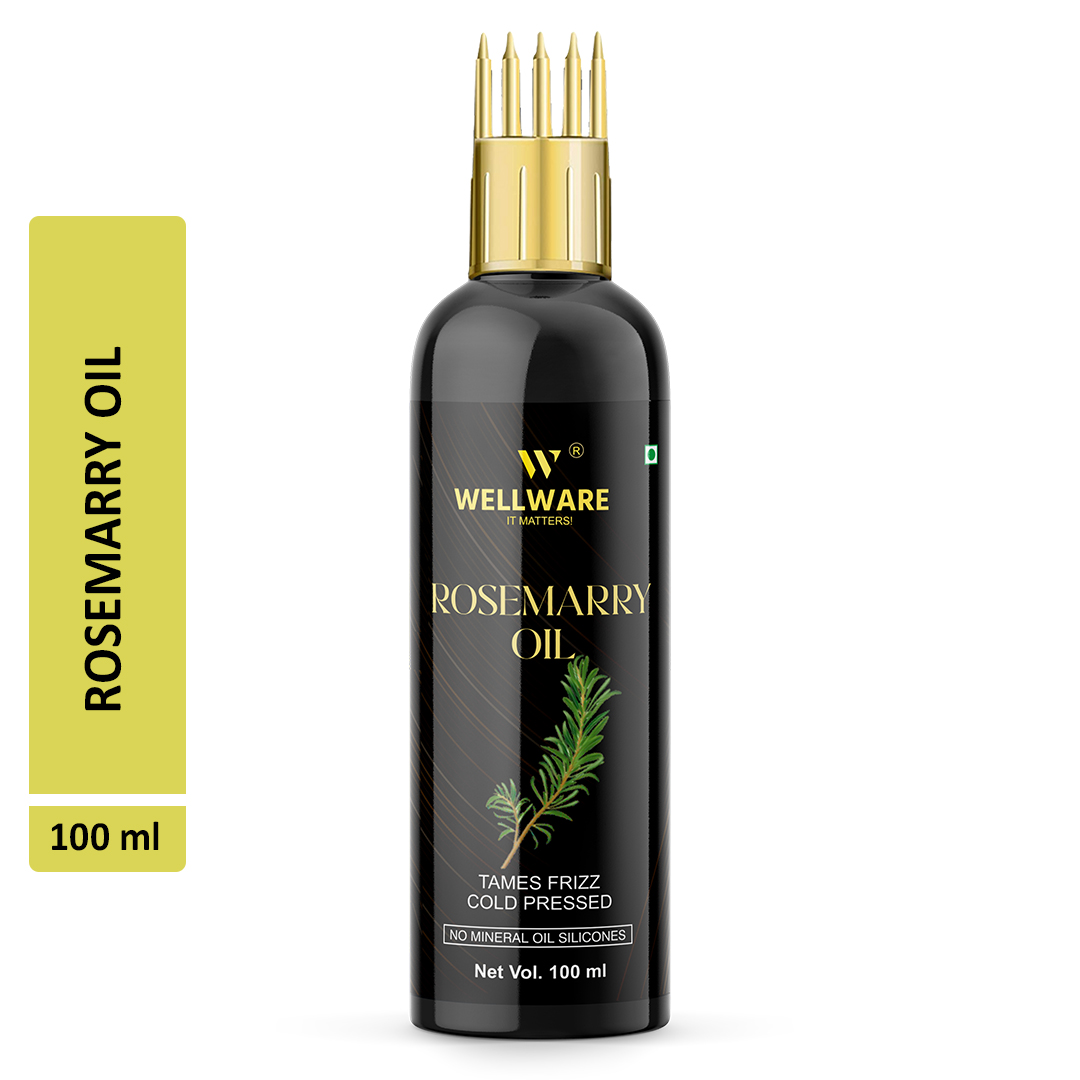 ROSEMARRY OIL
100 ml
W ®
WELLWARE
IT MATTERS!
ROSEMARRY
OIL
TAMES FRIZZ
COLD PRESSED
NO MINERAL OIL SILICONES
Net Vol. 100 ml